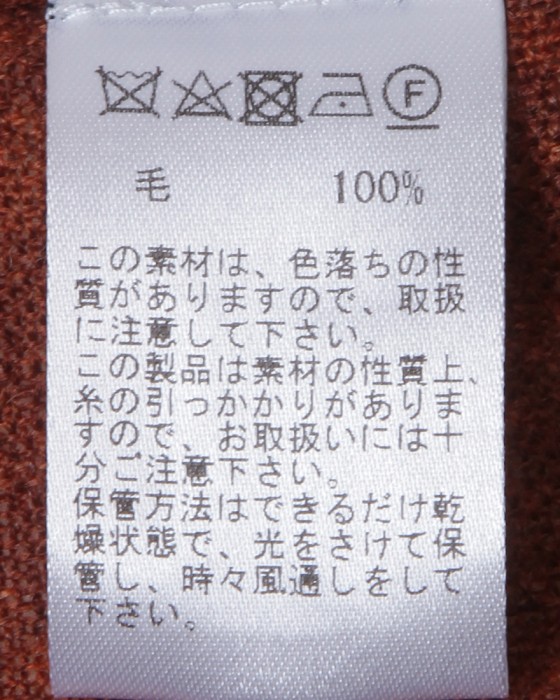 F
毛 100%
この素材は、色落ちの性
質がありますので、取扱
に注意して下さい。
この製品は素材の性質上、
糸の引っかかりがありま
すので、お取扱いには十
分ご注意下さい。
保管方法はできるだけ乾
燥状態で、光をさけて保
管し、時々風通しをして
下さい。